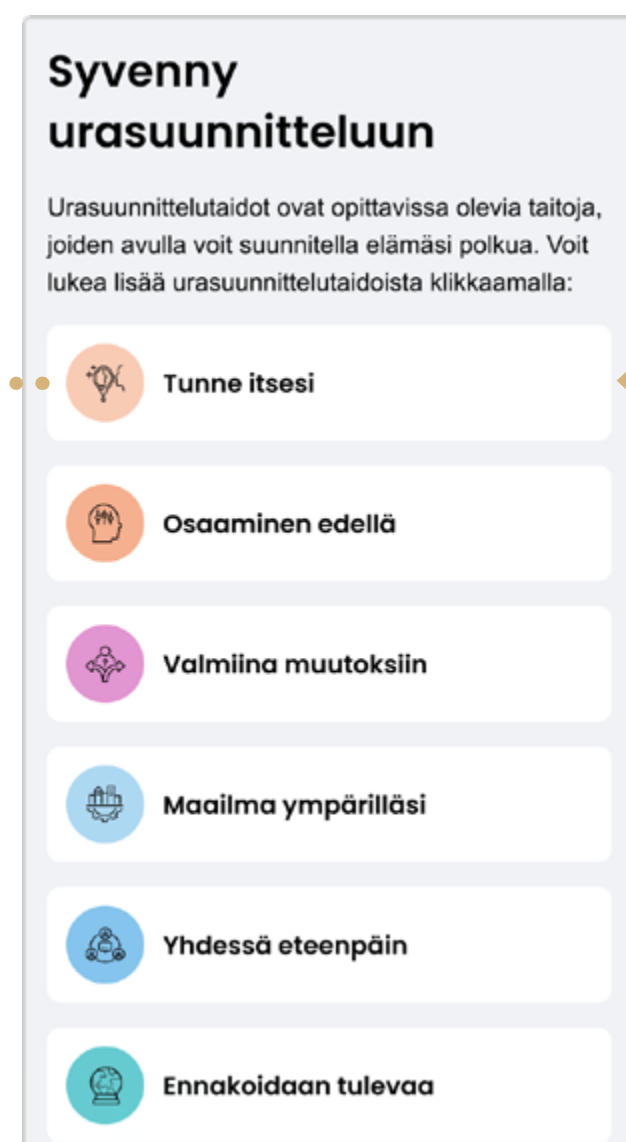 Syvenny
urasuunnitteluun
Urasuunnittelutaidot ovat opittavissa olevia taitoja,
joiden avulla voit suunnitella elämäsi polkua. Voit
lukea lisää urasuunnittelutaidoista klikkaamalla:
Tunne itsesi
Osaaminen edellä
Valmiina muutoksiin
Maailma ympärilläsi
Yhdessä eteenpäin
Ennakoidaan tulevaa